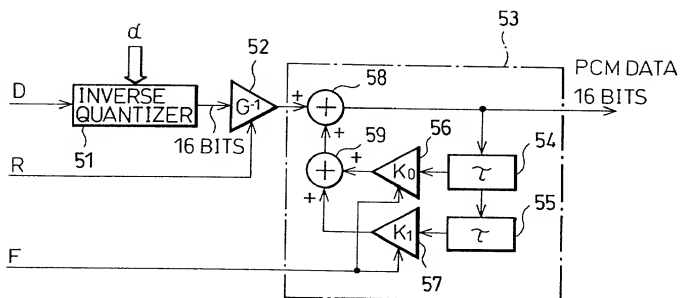 α
52
53
58
PCM DATA
16 BITS
D
INVERSE
QUANTIZER
51
16 BITS
G-1
+
+
+
59
+
56
K0
τ
54
R
+
K1
57
τ
55
F